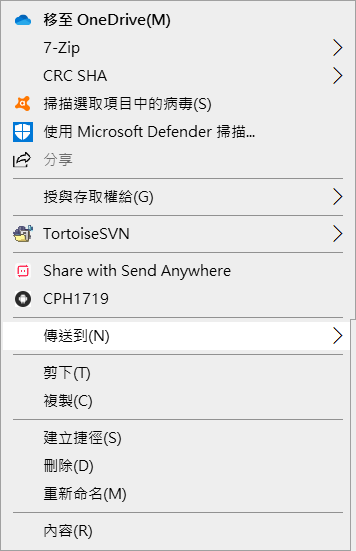 移至 OneDrive(M)
7-Zip
CRC SHA
掃描選取項目中的病毒(S)
使用 Microsoft Defender 掃描...
分享
授與存取權給(G)
TortoiseSVN
Share with Send Anywhere
CPH1719
傳送到(N)
剪下(T)
複製(C)
建立捷徑(S)
刪除(D)
重新命名(M)
內容(R)